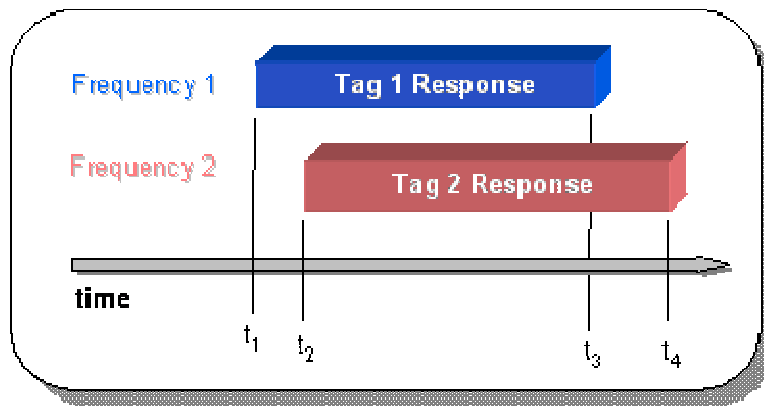 Frequency 1
Tag 1 Response
Frequency 2
Tag 2 Response
time
t1
t2
t3
t4